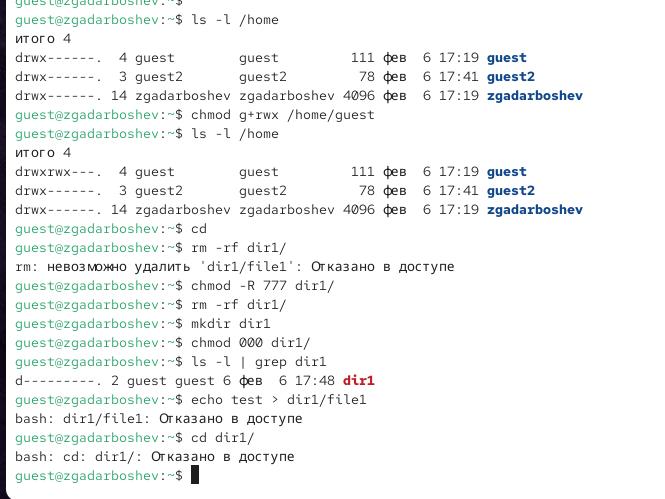 guest@zgadarboshev:~$
guest@zgadarboshev:~$ ls -l /home
итого 4
drwx------.  4 guest        guest         111 фев  6 17:19 guest
drwx------.  3 guest2       guest2         78 фев  6 17:41 guest2
drwx------. 14 zgadarboshev zgadarboshev 4096 фев  6 17:19 zgadarboshev
guest@zgadarboshev:~$ chmod g+rwx /home/guest
guest@zgadarboshev:~$ ls -l /home
итого 4
drwxrwx---.  4 guest        guest         111 фев  6 17:19 guest
drwx------.  3 guest2       guest2         78 фев  6 17:41 guest2
drwx------. 14 zgadarboshev zgadarboshev 4096 фев  6 17:19 zgadarboshev
guest@zgadarboshev:~$ cd
guest@zgadarboshev:~$ rm -rf dir1/
rm: невозможно удалить 'dir1/file1': Отказано в доступе
guest@zgadarboshev:~$ chmod -R 777 dir1/
guest@zgadarboshev:~$ rm -rf dir1/
guest@zgadarboshev:~$ mkdir dir1
guest@zgadarboshev:~$ chmod 000 dir1/
guest@zgadarboshev:~$ ls -l | grep dir1
d---------. 2 guest guest 6 фев  6 17:48 dir1
guest@zgadarboshev:~$ echo test > dir1/file1
bash: dir1/file1: Отказано в доступе
guest@zgadarboshev:~$ cd dir1/
bash: cd: dir1/: Отказано в доступе
guest@zgadarboshev:~$